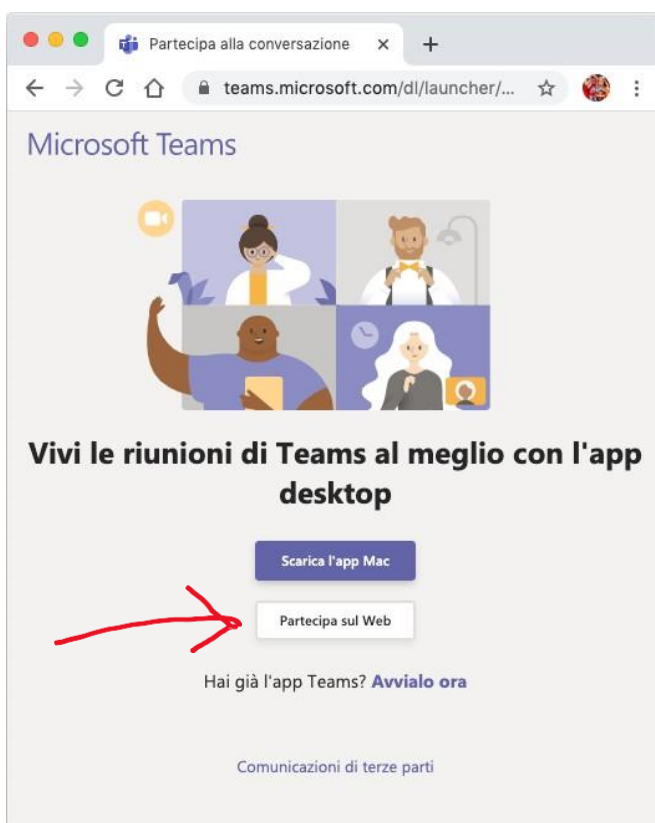 Partecipa alla conversazione
teams.microsoft.com/dl/launcher/...
Microsoft Teams
Vivi le riunioni di Teams al meglio con l'app
desktop
Scarica l'app Mac
Partecipa sul Web
Hai già l'app Teams? Avvialo ora
Comunicazioni di terze parti